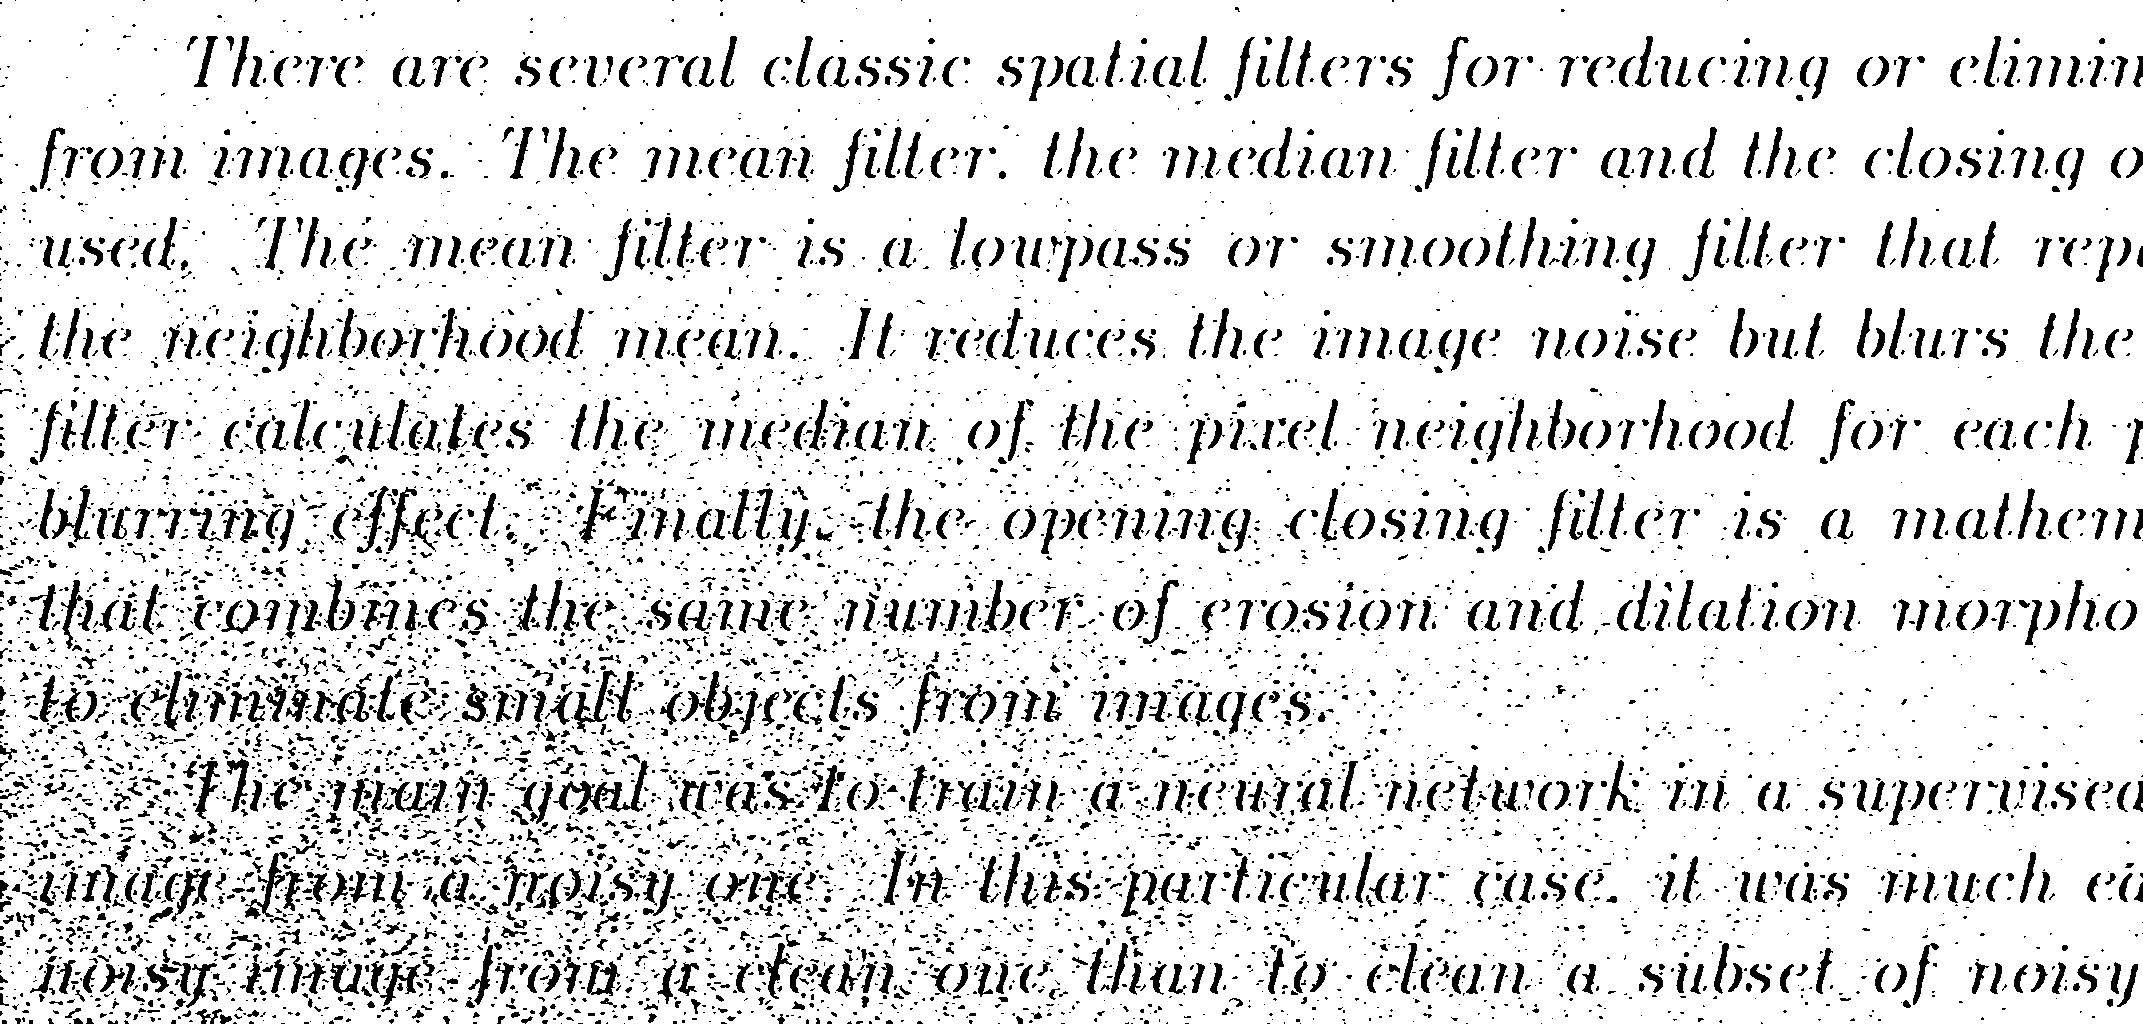 There are several classic spatial filters for reducing or elimin
from images. The mean filter, the median filter and the closing o
used. The mean filter is a lowpass or smoothing filter that repl
the neighborhood mean. It reduces the image noise but blurs the
filter calculates the median of the pixel neighborhood for each p
blurring effect. Finally, the opening closing filter is a mathem
that combines the same number of erosion and dilation morpho
to eliminate small objects from images.
The main goal was to train a neural network in a supervised
image from a noisy one. In this particular case, it was much ea
noisy image from a clean one than to clean a subset of noisy